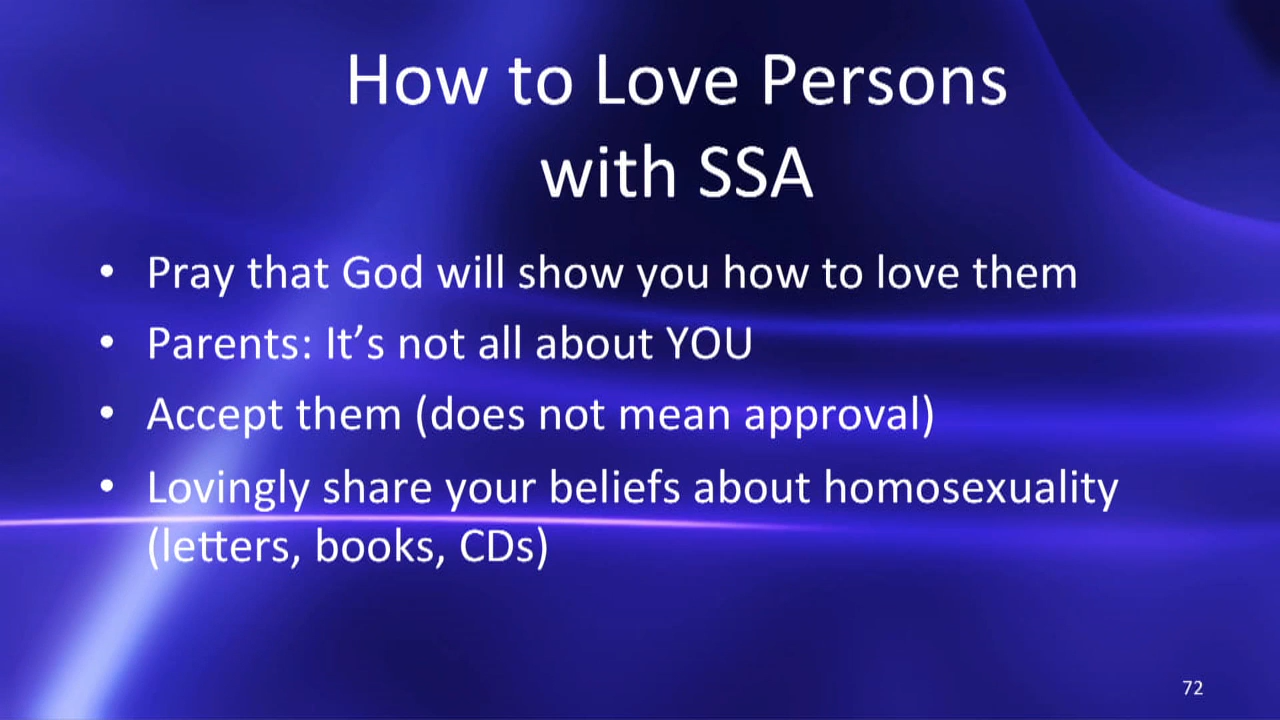 How to Love Persons
with SSA
• Pray that God will show you how to love them
• Parents: It’s not all about YOU
• Accept them (does not mean approval)
• Lovingly share your beliefs about homosexuality
(letters, books, CDs)
72